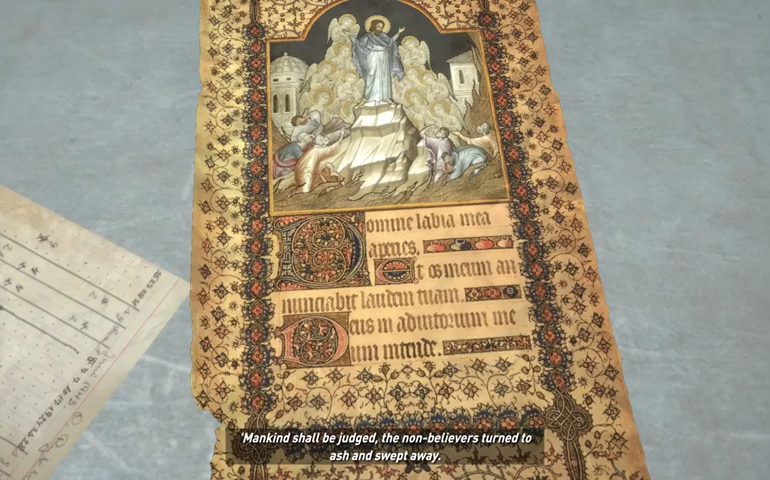 Domine labia mea
aperies.
Et os meum an
nunciabit laudem tuam.
Deus in adiutorium me
um intende.
'Mankind shall be judged, the non-believers turned to
ash and swept away.